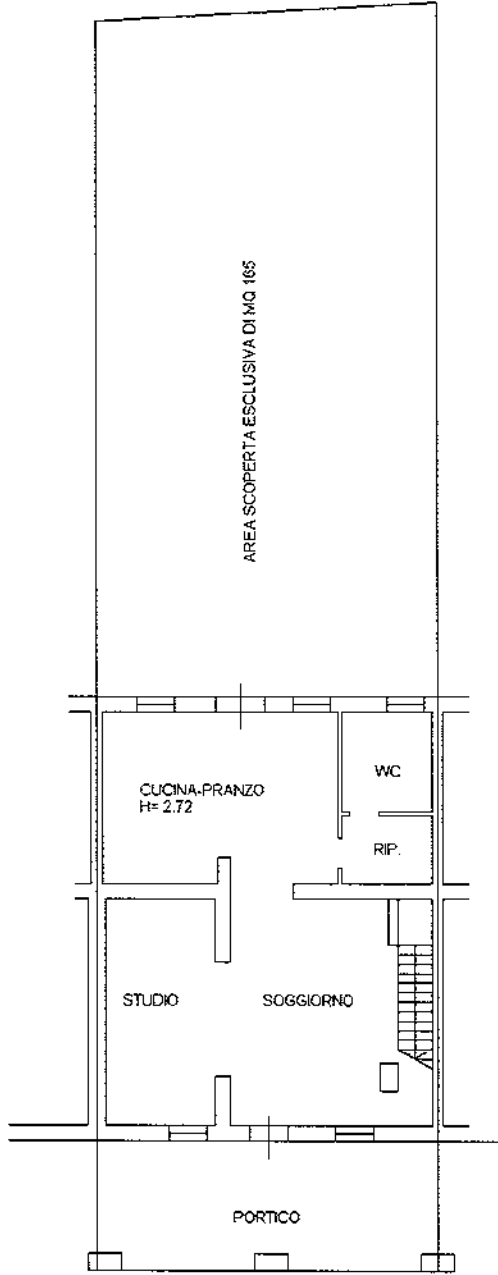 AREA SCOPERTA ESCLUSIVA DI MQ 165
CUCINA-PRANZO
H= 2.72
WC
RIP.
STUDIO
SOGGIORNO
PORTICO